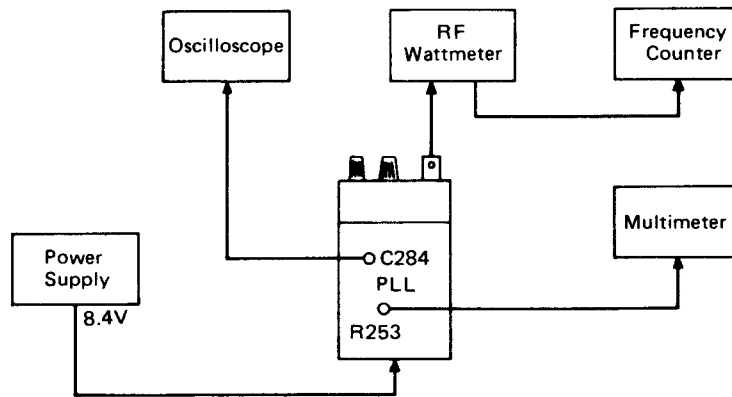 Oscilloscope
RF
Wattmeter
Frequency
Counter
Multimeter
Power
Supply
8.4V
C284
PLL
R253